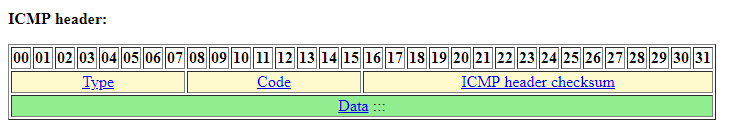 ICMP header:
00 01 02 03 04 05 06 07 08 09 10 11 12 13 14 15 16 17 18 19 20 21 22 23 24 25 26 27 28 29 30 31
Type Code ICMP header checksum
Data :::